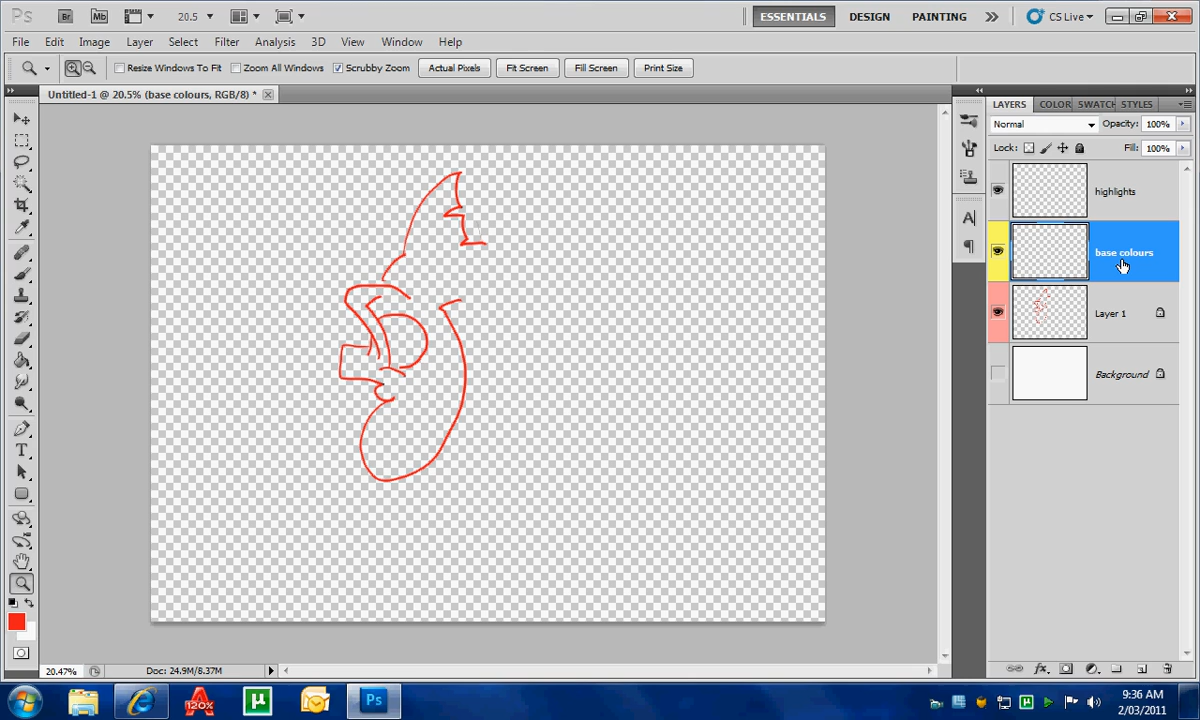 Ps Br Mb 20.5 ESSENTIALS DESIGN PAINTING CS Live
File Edit Image Layer Select Filter Analysis 3D View Window Help
Resize Windows To Fit Zoom All Windows Scrubby Zoom Actual Pixels Fit Screen Fill Screen Print Size
Untitled-1 @ 20.5% (base colours, RGB/8) *
LAYERS COLOR SWATCH STYLES
Normal Opacity: 100%
Lock: Fill: 100%
highlights
base colours
Layer 1
Background
A
T
20.47% Doc: 24.9M/8.37M
fx
120%
µ
Ps
µ
9:36 AM
2/03/2011